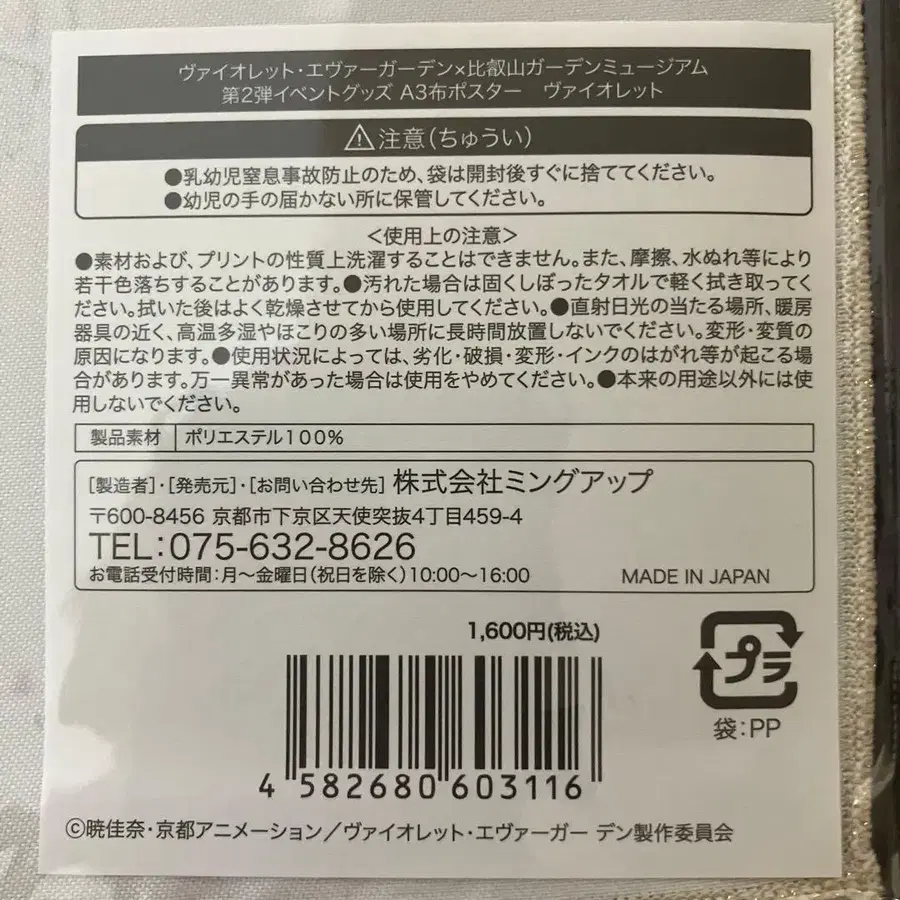 ヴァイオレット・エヴァーガーデン×比叡山ガーデンミュージアム
第2弾イベントグッズ A3布ポスター　ヴァイオレット
⚠注意(ちゅうい)
●乳幼児窒息事故防止のため、袋は開封後すぐに捨ててください。
●幼児の手の届かない所に保管してください。
＜使用上の注意＞
●素材および、プリントの性質上洗濯することはできません。また、摩擦、水ぬれ等により
若干色落ちすることがあります。●汚れた場合は固くしぼったタオルで軽く拭き取ってく
ださい。拭いた後はよく乾燥させてから使用してください。●直射日光の当たる場所、暖房
器具の近く、高温多湿やほこりの多い場所に長時間放置しないでください。変形・変質の
原因になります。●使用状況によっては、劣化・破損・変形・インクのはがれ等が起こる場
合があります。万一異常があった場合は使用をやめてください。●本来の用途以外には使
用しないでください。
製品素材 ポリエステル100%
[製造者]・[発売元]・[お問い合わせ先] 株式会社ミングアップ
〒600-8456 京都市下京区天使突抜4丁目459-4
TEL:075-632-8626
お電話受付時間:月～金曜日(祝日を除く)10:00～16:00 MADE IN JAPAN
1,600円(税込)
プラ
袋:PP
4 582680 603116
©暁佳奈・京都アニメーション／ヴァイオレット・エヴァーガー デン製作委員会